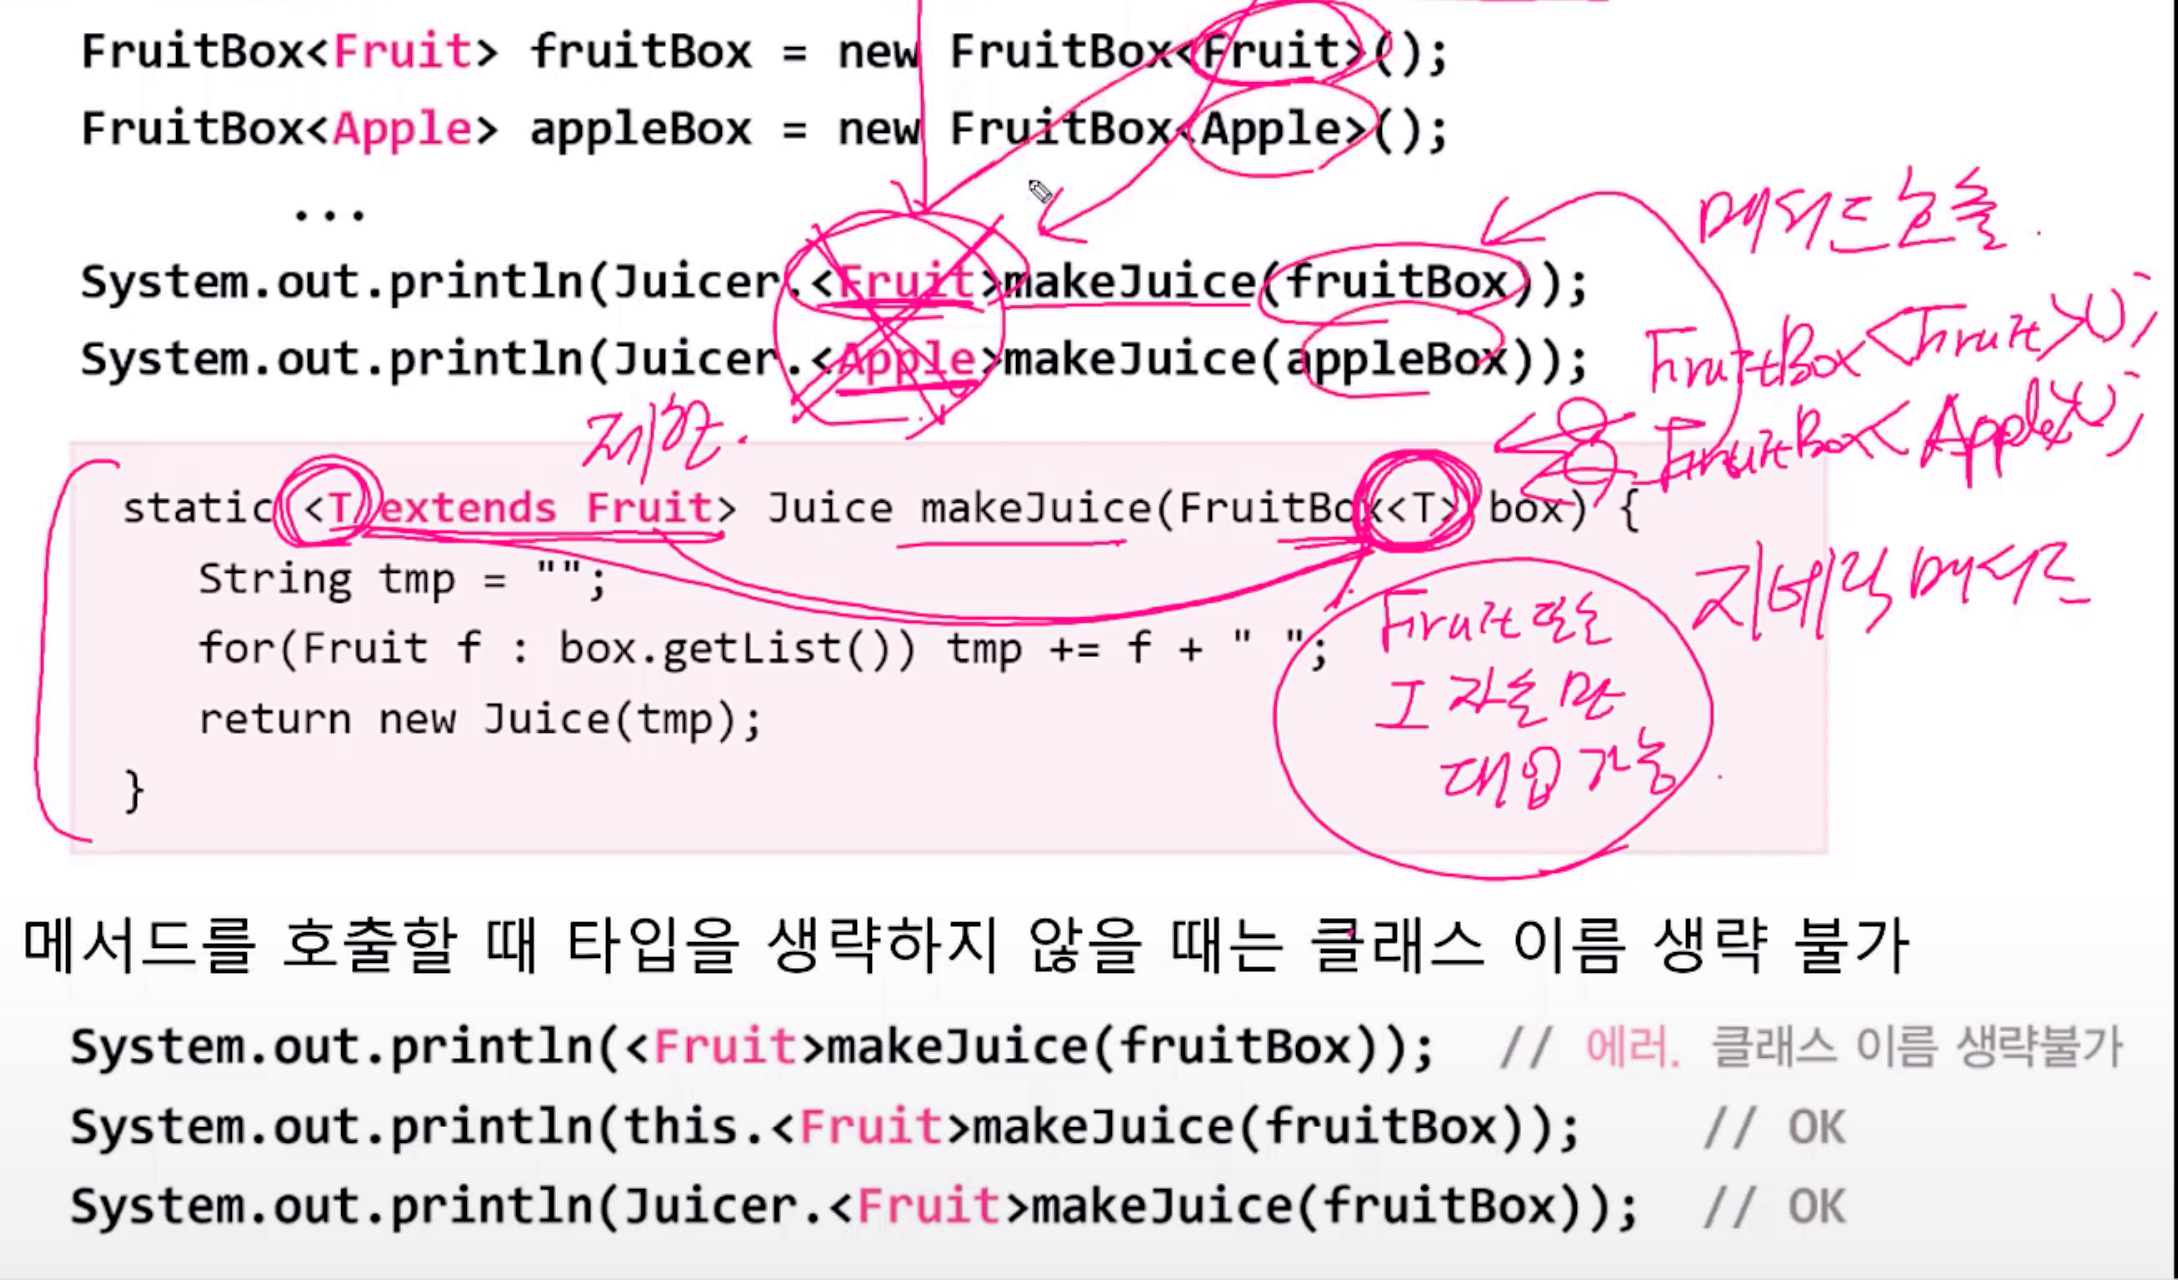 FruitBox<Fruit> fruitBox = new FruitBox<Fruit>();
FruitBox<Apple> appleBox = new FruitBox<Apple>();
...
메서드 호출.
System.out.println(Juicer.<Fruit>makeJuice(fruitBox));
FruitBox<Fruit>();
System.out.println(Juicer.<Apple>makeJuice(appleBox));
FruitBox<Apple>();
제한.
static <T extends Fruit> Juice makeJuice(FruitBox<T> box) {
지네릭 메서드
String tmp = "";
for(Fruit f : box.getList()) tmp += f + " ";
return new Juice(tmp);
}
Fruit 또는
그 자손만
대입 가능
메서드를 호출할 때 타입을 생략하지 않을 때는 클래스 이름 생략 불가
System.out.println(<Fruit>makeJuice(fruitBox)); // 에러. 클래스 이름 생략불가
System.out.println(this.<Fruit>makeJuice(fruitBox)); // OK
System.out.println(Juicer.<Fruit>makeJuice(fruitBox)); // OK